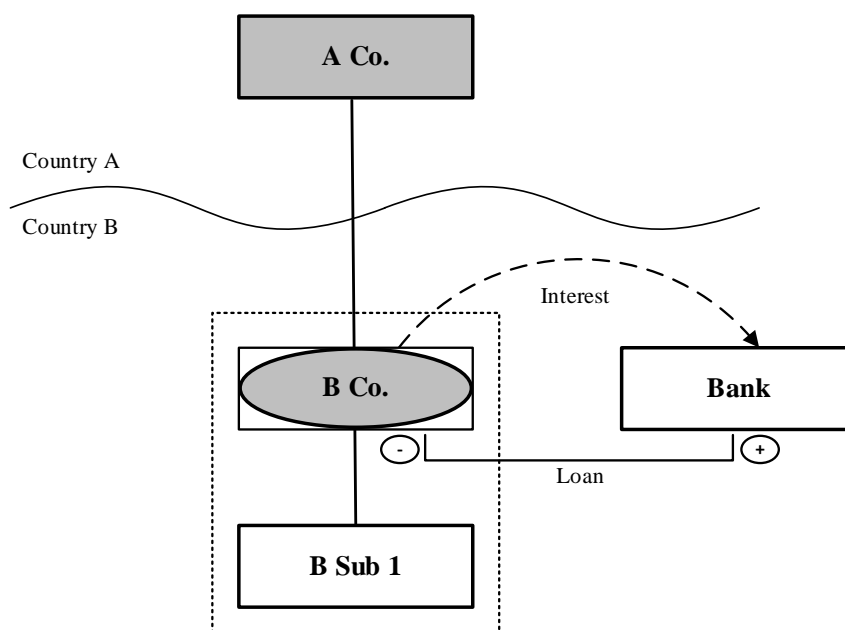 A Co.
Country A
Country B
Interest
B Co.
Bank
-
+
Loan
B Sub 1